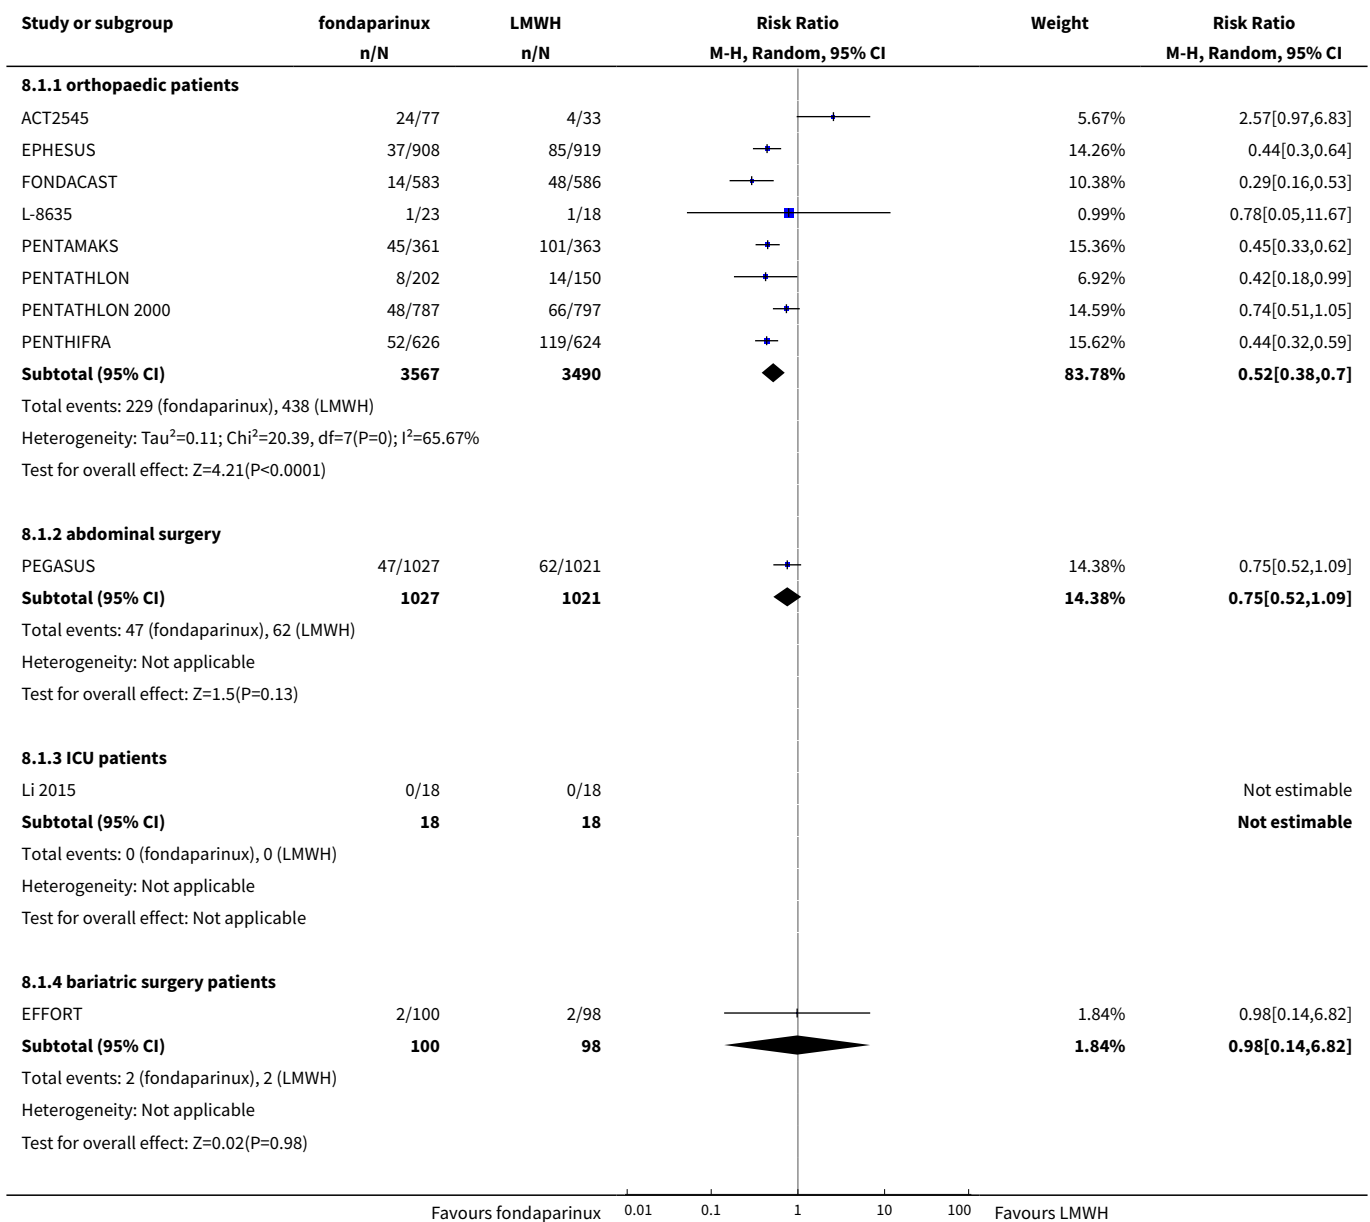 Study or subgroup fondaparinux LMWH Risk Ratio Weight Risk Ratio
n/N n/N M-H, Random, 95% CI M-H, Random, 95% CI
8.1.1 orthopaedic patients
ACT2545 24/77 4/33 5.67% 2.57[0.97,6.83]
EPHESUS 37/908 85/919 14.26% 0.44[0.3,0.64]
FONDACAST 14/583 48/586 10.38% 0.29[0.16,0.53]
L-8635 1/23 1/18 0.99% 0.78[0.05,11.67]
PENTAMAKS 45/361 101/363 15.36% 0.45[0.33,0.62]
PENTATHLON 8/202 14/150 6.92% 0.42[0.18,0.99]
PENTATHLON 2000 48/787 66/797 14.59% 0.74[0.51,1.05]
PENTHIFRA 52/626 119/624 15.62% 0.44[0.32,0.59]
Subtotal (95% CI) 3567 3490 83.78% 0.52[0.38,0.7]
Total events: 229 (fondaparinux), 438 (LMWH)
Heterogeneity: Tau²=0.11; Chi²=20.39, df=7(P=0); I²=65.67%
Test for overall effect: Z=4.21(P<0.0001)
8.1.2 abdominal surgery
PEGASUS 47/1027 62/1021 14.38% 0.75[0.52,1.09]
Subtotal (95% CI) 1027 1021 14.38% 0.75[0.52,1.09]
Total events: 47 (fondaparinux), 62 (LMWH)
Heterogeneity: Not applicable
Test for overall effect: Z=1.5(P=0.13)
8.1.3 ICU patients
Li 2015 0/18 0/18 Not estimable
Subtotal (95% CI) 18 18 Not estimable
Total events: 0 (fondaparinux), 0 (LMWH)
Heterogeneity: Not applicable
Test for overall effect: Not applicable
8.1.4 bariatric surgery patients
EFFORT 2/100 2/98 1.84% 0.98[0.14,6.82]
Subtotal (95% CI) 100 98 1.84% 0.98[0.14,6.82]
Total events: 2 (fondaparinux), 2 (LMWH)
Heterogeneity: Not applicable
Test for overall effect: Z=0.02(P=0.98)
Favours fondaparinux 0.01 0.1 1 10 100 Favours LMWH